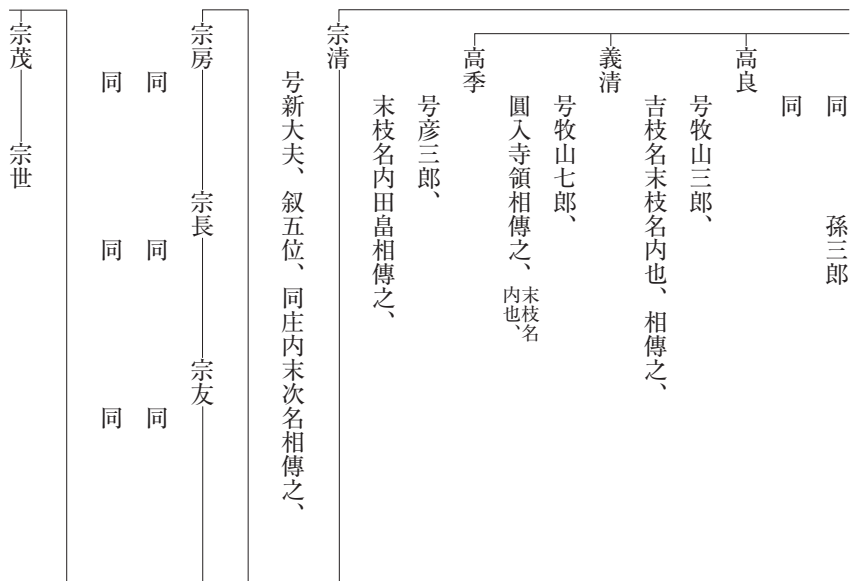 同　孫三郎
同
高良
号牧山三郎、
吉枝名末枝名内也、相傳之、
義清
号牧山七郎、
圓入寺領相傳之、末枝名内也、
高季
号彦三郎、
末枝名内田畠相傳之、
宗清
号新大夫、叙五位、同庄内末次名相傳之、
宗房　宗長　宗友
同　同　同
同　同　同
宗茂　宗世